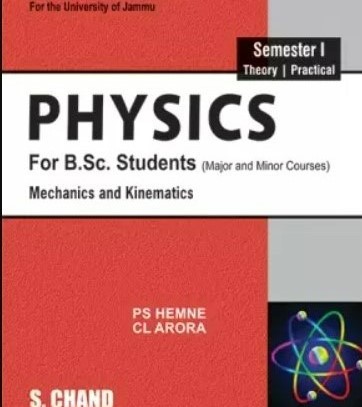 For the University of Jammu
Semester I
Theory | Practical
PHYSICS
For B.Sc. Students (Major and Minor Courses)
Mechanics and Kinematics
PS HEMNE
CL ARORA
S. CHAND